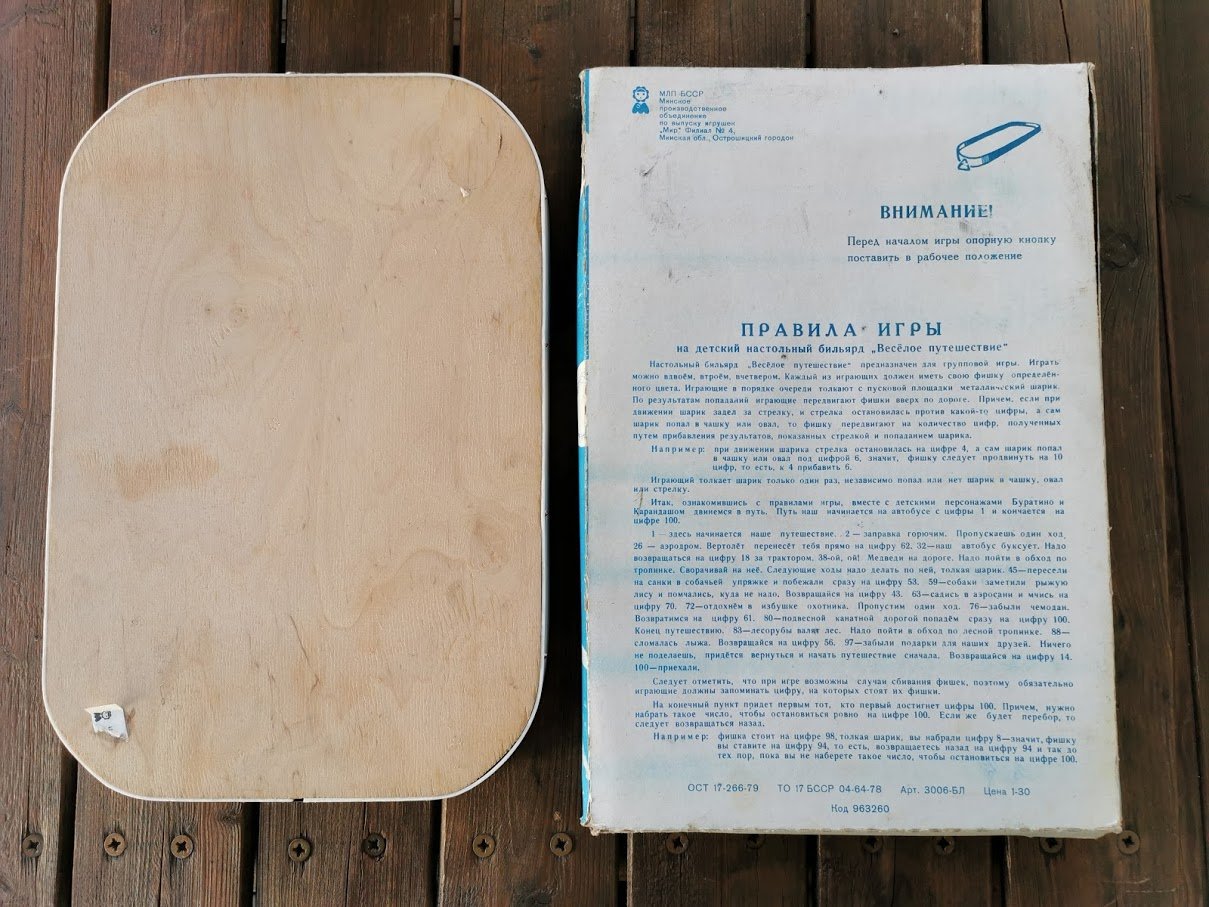 МЛП БССР
Минское
производственное
объединение
по выпуску игрушек
„Мир“ Филиал № 4,
Минская обл., Острошицкий городок
ВНИМАНИЕ!
Перед началом игры опорную кнопку
поставить в рабочее положение
ПРАВИЛА ИГРЫ
на детский настольный бильярд „Весёлое путешествие“
Настольный бильярд „Весёлое путешествие“ предназначен для групповой игры. Играть
можно вдвоём, втроём, вчетвером. Каждый из играющих должен иметь свою фишку определён-
ного цвета. Играющие в порядке очереди толкают с пусковой площадки металлический шарик.
По результатам попаданий играющие передвигают фишки вверх по дороге. Причем, если при
движении шарик задел за стрелку, и стрелка остановилась против какой-то цифры, а сам
шарик попал в чашку или овал, то фишку передвигают на количество цифр, полученных
путем прибавления результатов, показанных стрелкой и попаданием шарика.
Например: при движении шарика стрелка остановилась на цифре 4, а сам шарик попал
в чашку или овал под цифрой 6, значит, фишку следует продвинуть на 10
цифр, то есть, к 4 прибавить 6.
Играющий толкает шарик только один раз, независимо попал или нет шарик в чашку, овал
или стрелку.
Итак, ознакомившись с правилами игры, вместе с детскими персонажами Буратино и
Карандашом двинемся в путь. Путь наш начинается на автобусе с цифры 1 и кончается на
цифре 100.
1 — здесь начинается наше путешествие. 2 — заправка горючим. Пропускаешь один ход.
26 — аэродром. Вертолёт перенесёт тебя прямо на цифру 62. 32—наш автобус буксует. Надо
возвращаться на цифру 18 за трактором. 38-ой, ой! Медведи на дороге. Надо пойти в обход по
тропинке. Сворачивай на неё. Следующие ходы надо делать по ней, толкая шарик. 45—пересели
на санки в собачьей упряжке и побежали сразу на цифру 53. 59—собаки заметили рыжую
лису и помчались, куда не надо. Возвращайся на цифру 43. 63—садись в аэросани и мчись на
цифру 70. 72—отдохнём в избушке охотника. Пропустим один ход. 76—забыли чемодан.
Возвратимся на цифру 61. 80—подвесной канатной дорогой попадём сразу на цифру 100.
Конец путешествию. 83—лесорубы валят лес. Надо пойти в обход по лесной тропинке. 88—
сломалась лыжа. Возвращайся на цифру 56. 97—забыли подарки для наших друзей. Ничего
не поделаешь, придётся вернуться и начать путешествие сначала. Возвращайся на цифру 14.
100—приехали.
Следует отметить, что при игре возможны случаи сбивания фишек, поэтому обязательно
играющие должны запоминать цифру, на которых стоят их фишки.
На конечный пункт придет первым тот, кто первый достигнет цифры 100. Причем, нужно
набрать такое число, чтобы остановиться ровно на цифре 100. Если же будет перебор, то
следует возвращаться назад.
Например: фишка стоит на цифре 98, толкая шарик, вы набрали цифру 8—значит, фишку
вы ставите на цифру 94, то есть, возвращаетесь назад на цифру 94 и так до
тех пор, пока вы не наберете такое число, чтобы остановиться на цифре 100.
ОСТ 17-266-79 ТО 17 БССР 04-64-78 Арт. 3006-БЛ Цена 1-30
Код 963260